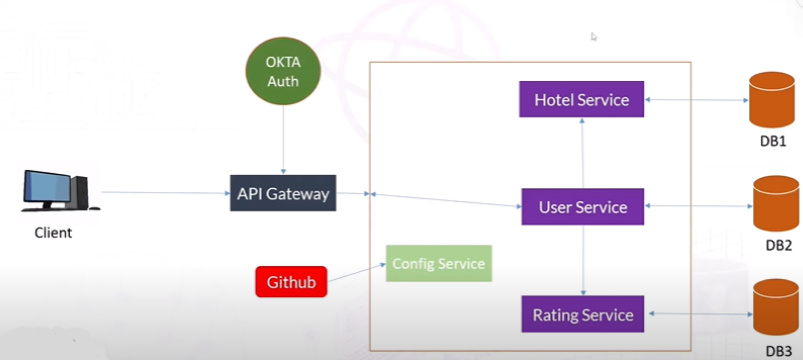 OKTA
Auth
Hotel Service
DB1
API Gateway
User Service
Client
DB2
Config Service
Github
Rating Service
DB3